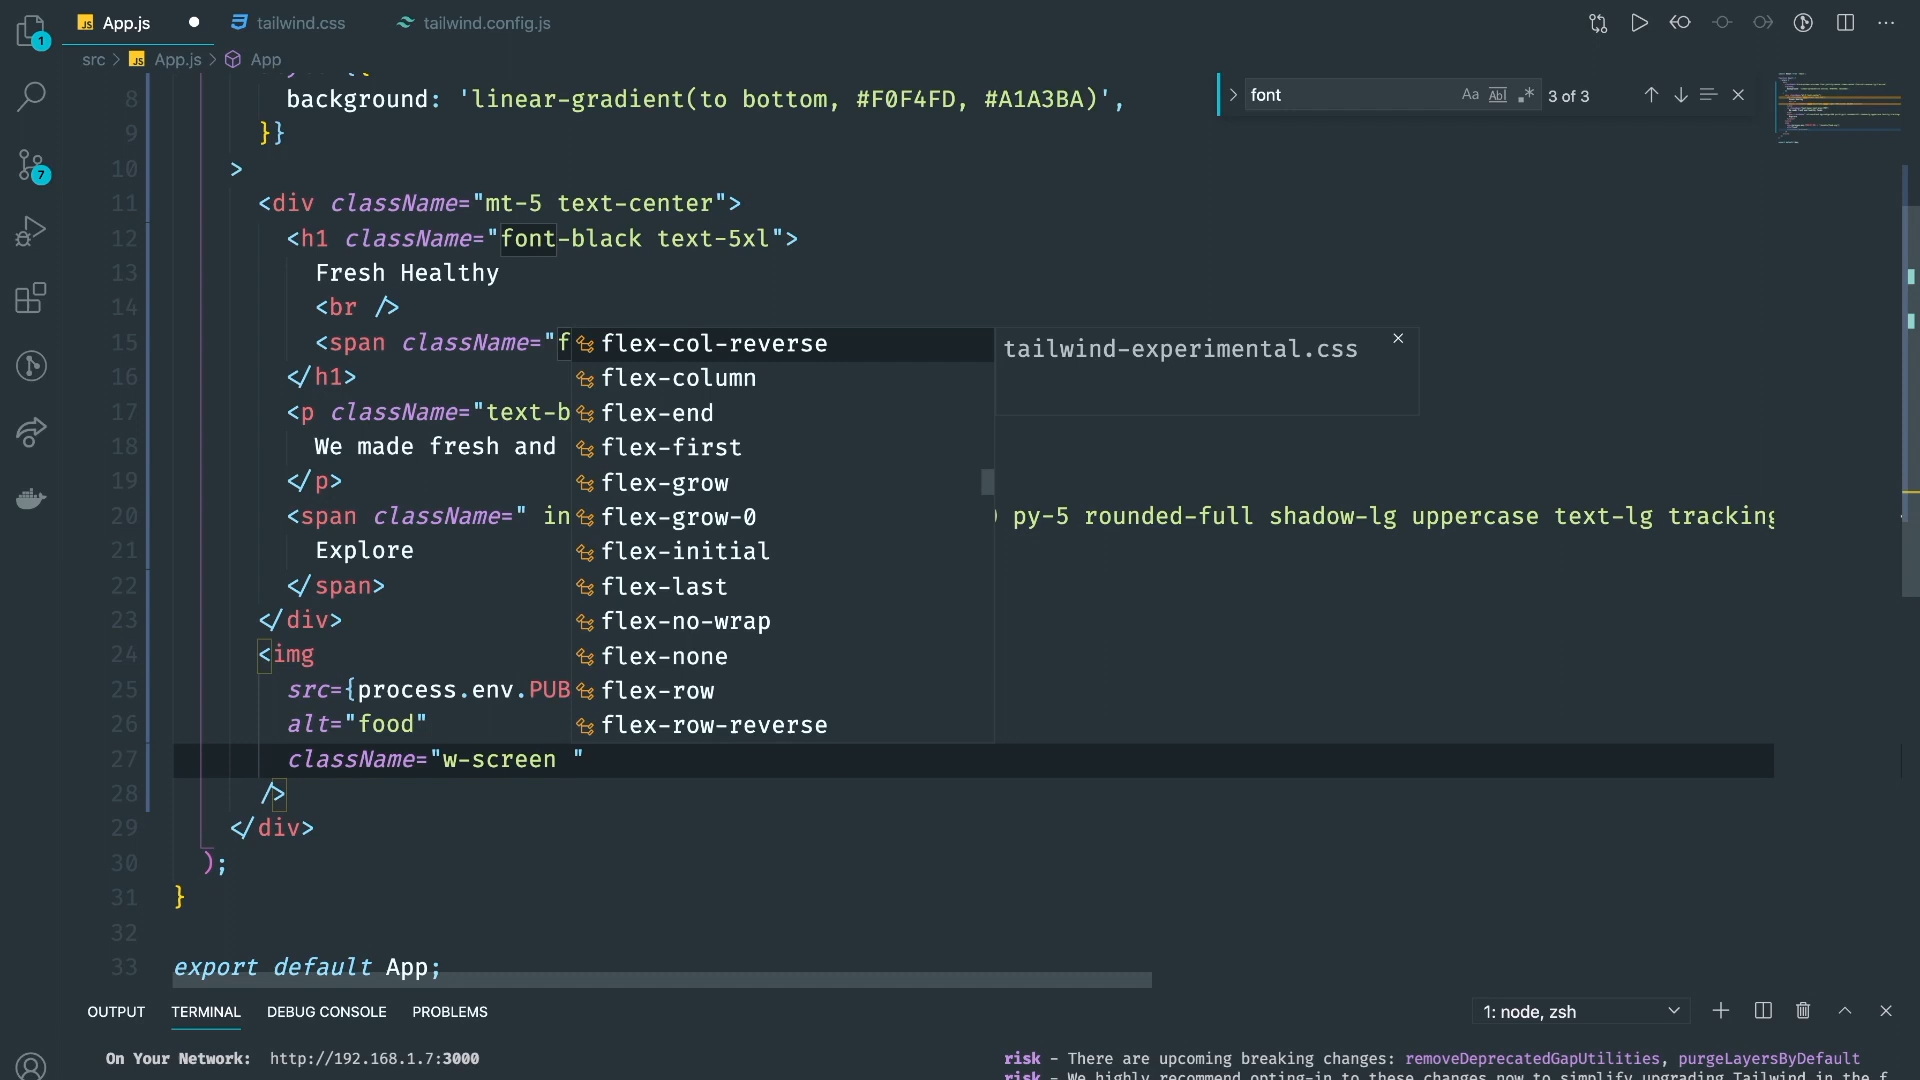 App.js
tailwind.css
tailwind.config.js
1
src > App.js > App
font
Aa
Abl
3 of 3
8 background: 'linear-gradient(to bottom, #F0F4FD, #A1A3BA)',
9 }}
10 >
11 <div className="mt-5 text-center">
12 <h1 className="font-black text-5xl">
13 Fresh Healthy
14 <br />
15 <span className="f
16 </h1>
17 <p className="text-b
18 We made fresh and
19 </p>
20 <span className=" in
) py-5 rounded-full shadow-lg uppercase text-lg tracking
21 Explore
22 </span>
23 </div>
24 <img
25 src={process.env.PUB
26 alt="food"
27 className="w-screen "
28 />
29 </div>
30 );
31 }
32
33 export default App;
7
flex-col-reverse
flex-column
flex-end
flex-first
flex-grow
flex-grow-0
flex-initial
flex-last
flex-no-wrap
flex-none
flex-row
flex-row-reverse
tailwind-experimental.css
OUTPUT
TERMINAL
DEBUG CONSOLE
PROBLEMS
1: node, zsh
On Your Network: http://192.168.1.7:3000
risk - There are upcoming breaking changes: removeDeprecatedGapUtilities, purgeLayersByDefault
risk - We highly recommend opting-in to these changes now to simplify upgrading Tailwind in the f